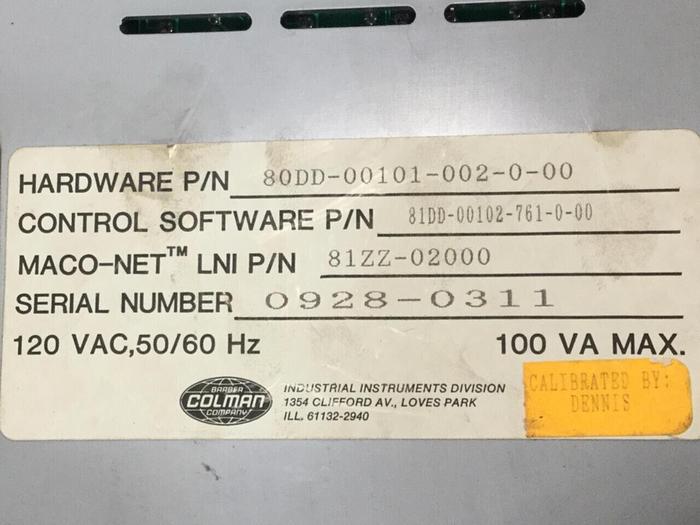 HARDWARE P/N 80DD-00101-002-0-00
CONTROL SOFTWARE P/N 81DD-00102-761-0-00
MACO-NET™ LNI P/N 81ZZ-02000
SERIAL NUMBER 0928-0311
120 VAC,50/60 Hz 100 VA MAX.
BARBER
COLMAN
COMPANY
INDUSTRIAL INSTRUMENTS DIVISION
1354 CLIFFORD AV., LOVES PARK
ILL. 61132-2940
CALIBRATED BY:
DENNIS